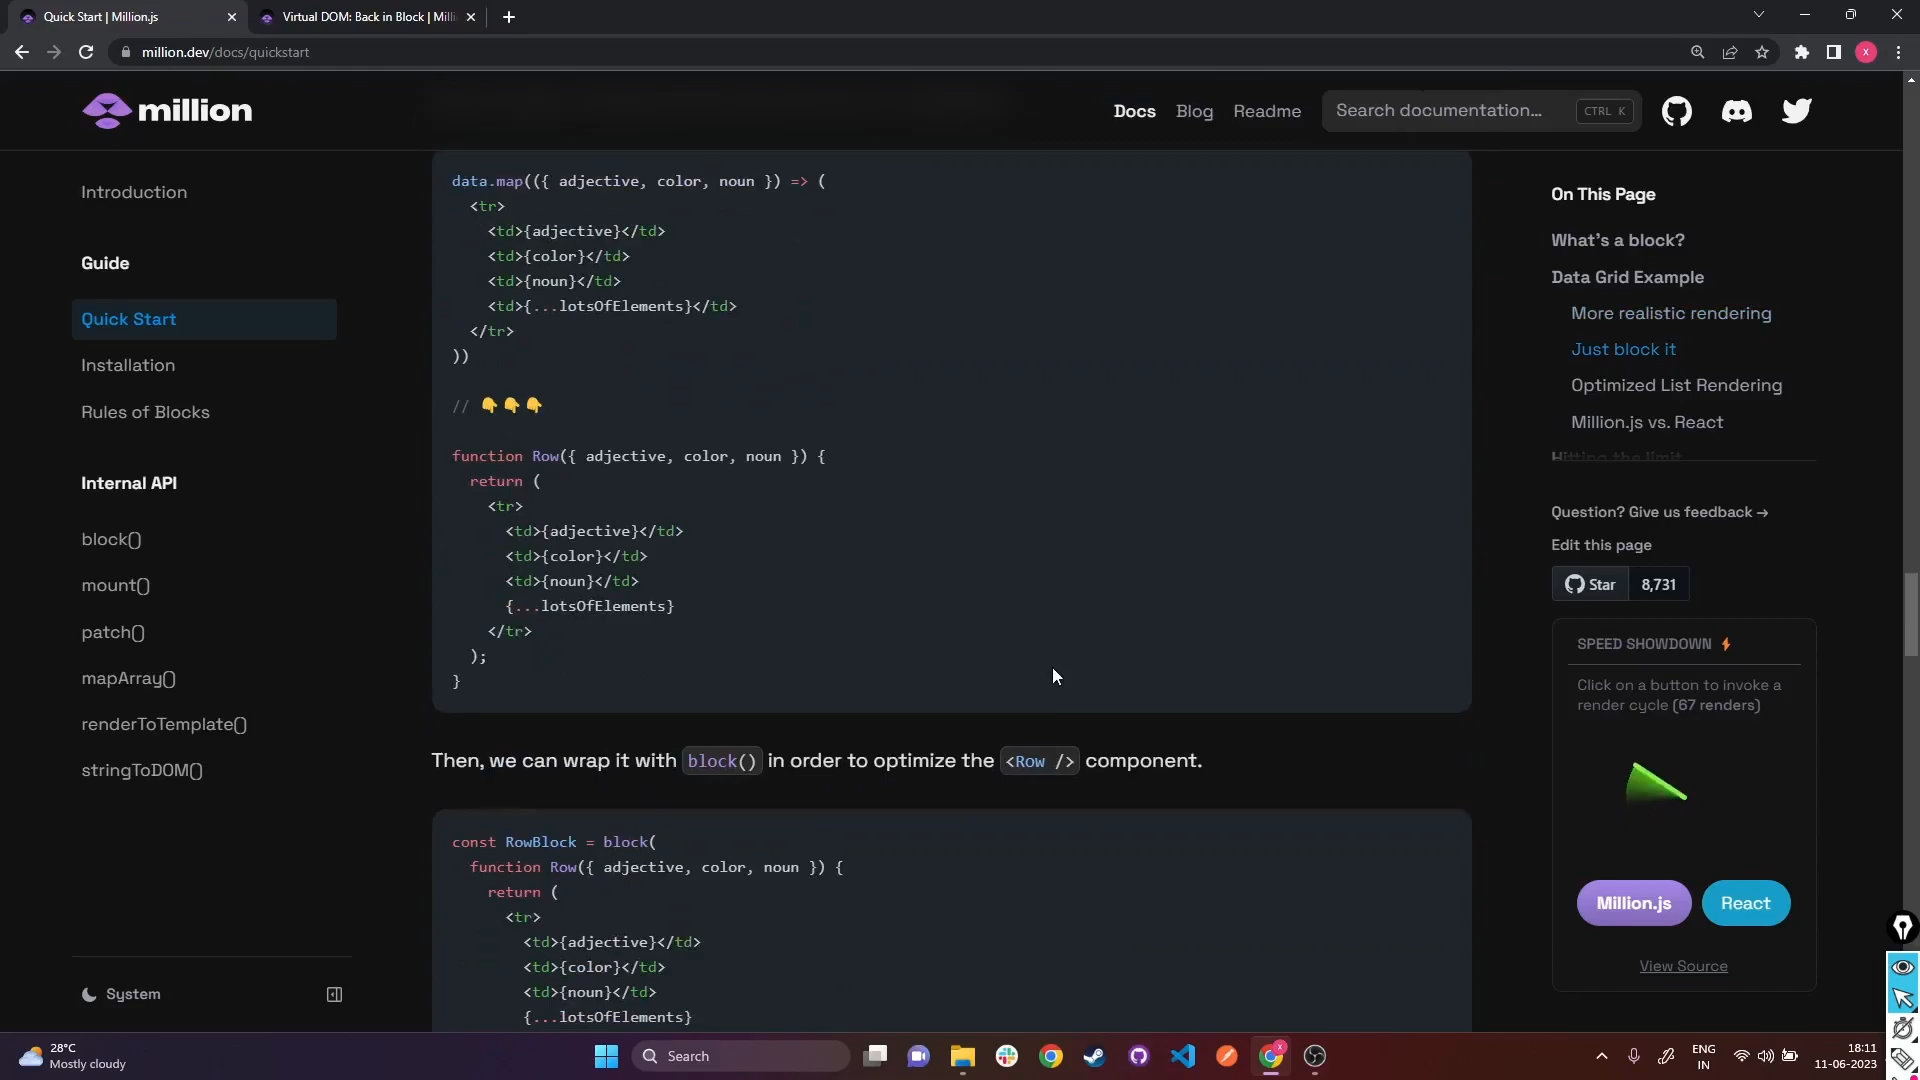 Quick Start | Million.js
Virtual DOM: Back in Block | Milli
million.dev/docs/quickstart
million
Docs
Blog
Readme
Search documentation...
CTRL K
Introduction
Guide
Quick Start
Installation
Rules of Blocks
Internal API
block()
mount()
patch()
mapArray()
renderToTemplate()
stringToDOM()
System
data.map(({ adjective, color, noun }) => (
<tr>
<td>{adjective}</td>
<td>{color}</td>
<td>{noun}</td>
<td>{...lotsOfElements}</td>
</tr>
))
// 👇👇👇
function Row({ adjective, color, noun }) {
return (
<tr>
<td>{adjective}</td>
<td>{color}</td>
<td>{noun}</td>
{...lotsOfElements}
</tr>
);
}
Then, we can wrap it with block() in order to optimize the <Row /> component.
const RowBlock = block(
function Row({ adjective, color, noun }) {
return (
<tr>
<td>{adjective}</td>
<td>{color}</td>
<td>{noun}</td>
{...lotsOfElements}
On This Page
What's a block?
Data Grid Example
More realistic rendering
Just block it
Optimized List Rendering
Million.js vs. React
Hitting the limit
Question? Give us feedback →
Edit this page
Star
8,731
SPEED SHOWDOWN ⚡
Click on a button to invoke a
render cycle (67 renders)
Million.js
React
View Source
28°C
Mostly cloudy
Search
ENG
IN
18:11
11-06-2023
x
x